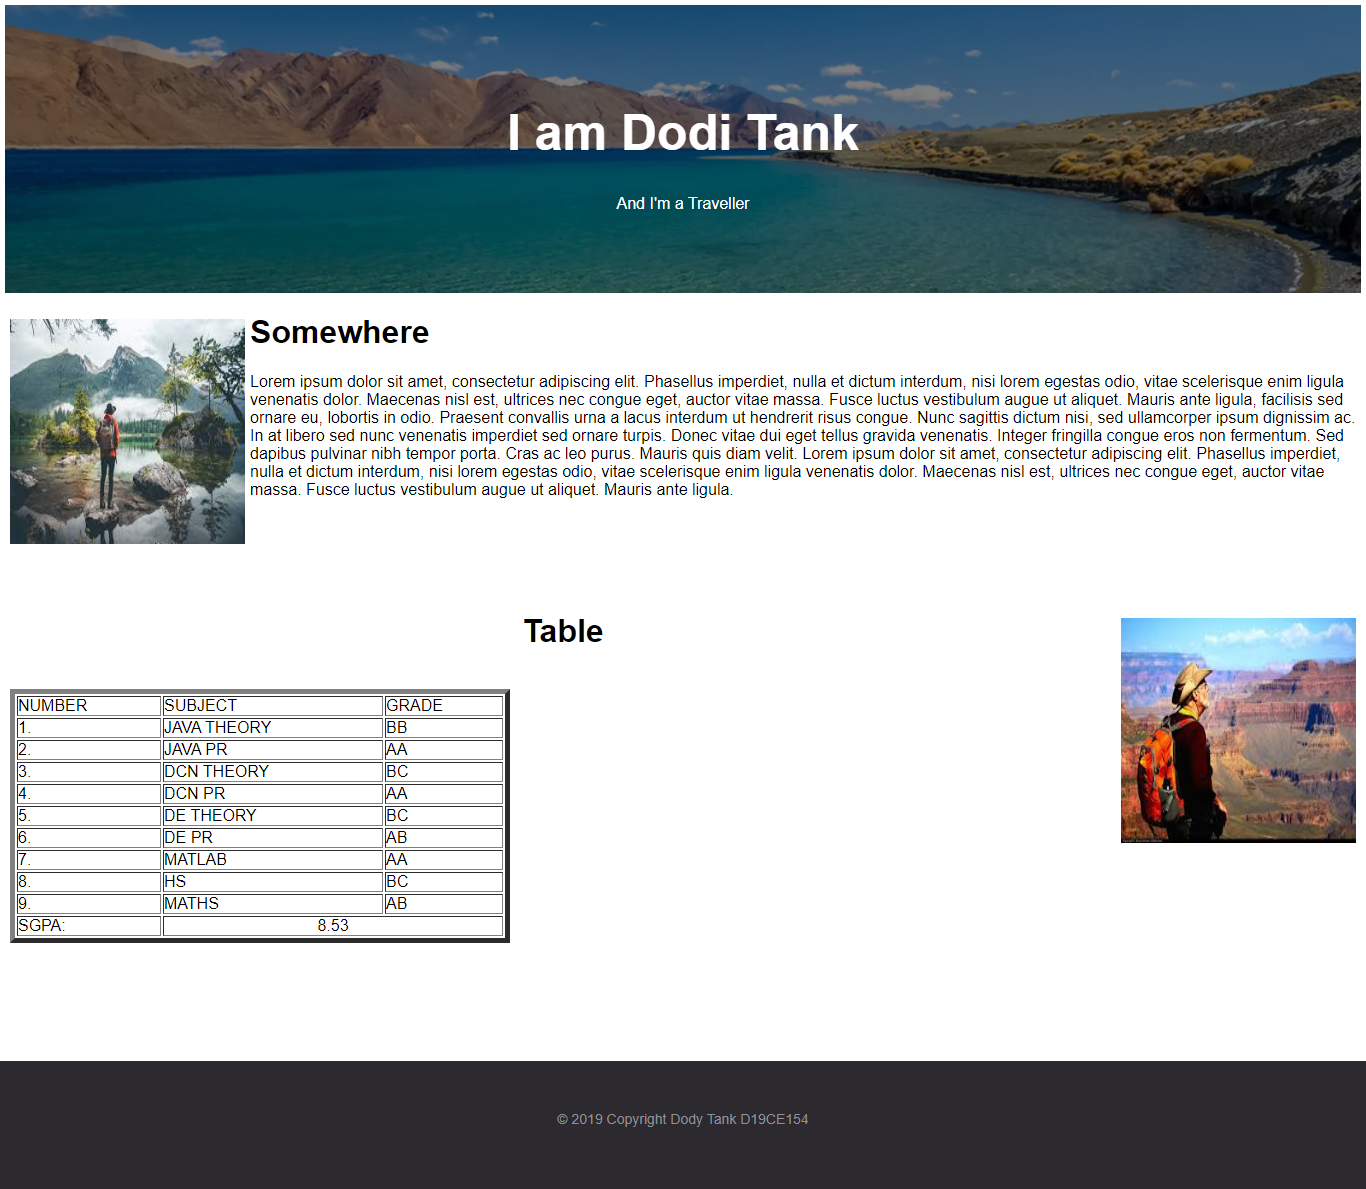 I am Dodi Tank
And I'm a Traveller
Somewhere
Lorem ipsum dolor sit amet, consectetur adipiscing elit. Phasellus imperdiet, nulla et dictum interdum, nisi lorem egestas odio, vitae scelerisque enim ligula
venenatis dolor. Maecenas nisl est, ultrices nec congue eget, auctor vitae massa. Fusce luctus vestibulum augue ut aliquet. Mauris ante ligula, facilisis sed
ornare eu, lobortis in odio. Praesent convallis urna a lacus interdum ut hendrerit risus congue. Nunc sagittis dictum nisi, sed ullamcorper ipsum dignissim ac.
In at libero sed nunc venenatis imperdiet sed ornare turpis. Donec vitae dui eget tellus gravida venenatis. Integer fringilla congue eros non fermentum. Sed
dapibus pulvinar nibh tempor porta. Cras ac leo purus. Mauris quis diam velit. Lorem ipsum dolor sit amet, consectetur adipiscing elit. Phasellus imperdiet,
nulla et dictum interdum, nisi lorem egestas odio, vitae scelerisque enim ligula venenatis dolor. Maecenas nisl est, ultrices nec congue eget, auctor vitae
massa. Fusce luctus vestibulum augue ut aliquet. Mauris ante ligula.
Table
NUMBER SUBJECT GRADE
1. JAVA THEORY BB
2. JAVA PR AA
3. DCN THEORY BC
4. DCN PR AA
5. DE THEORY BC
6. DE PR AB
7. MATLAB AA
8. HS BC
9. MATHS AB
SGPA: 8.53
© 2019 Copyright Dody Tank D19CE154